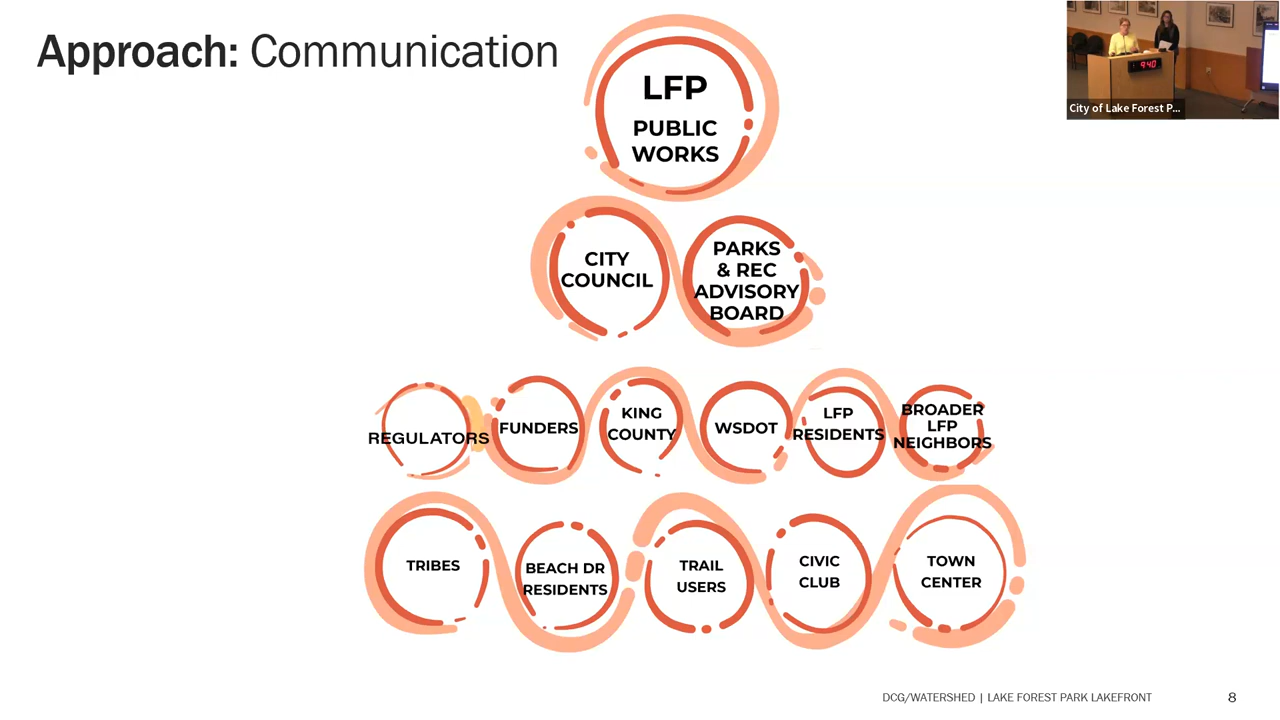 Approach: Communication
LFP
PUBLIC
WORKS
9:40
City of Lake Forest P...
CITY
COUNCIL
PARKS
& REC
ADVISORY
BOARD
REGULATORS
FUNDERS
KING
COUNTY
WSDOT
LFP
RESIDENTS
BROADER
LFP
NEIGHBORS
TRIBES
BEACH DR
RESIDENTS
TRAIL
USERS
CIVIC
CLUB
TOWN
CENTER
DCG/WATERSHED | LAKE FOREST PARK LAKEFRONT
8